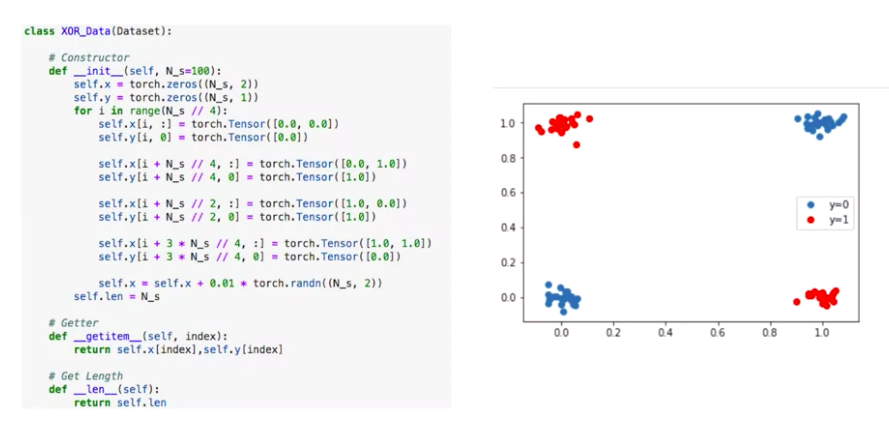 class XOR_Data(Dataset):
# Constructor
def __init__(self, N_s=100):
self.x = torch.zeros((N_s, 2))
self.y = torch.zeros((N_s, 1))
for i in range(N_s // 4):
self.x[i, :] = torch.Tensor([0.0, 0.0])
self.y[i, 0] = torch.Tensor([0.0])
self.x[i + N_s // 4, :] = torch.Tensor([0.0, 1.0])
self.y[i + N_s // 4, 0] = torch.Tensor([1.0])
self.x[i + N_s // 2, :] = torch.Tensor([1.0, 0.0])
self.y[i + N_s // 2, 0] = torch.Tensor([1.0])
self.x[i + 3 * N_s // 4, :] = torch.Tensor([1.0, 1.0])
self.y[i + 3 * N_s // 4, 0] = torch.Tensor([0.0])
self.x = self.x + 0.01 * torch.randn((N_s, 2))
self.len = N_s
# Getter
def __getitem__(self, index):
return self.x[index],self.y[index]
# Get Length
def __len__(self):
return self.len
1.0
0.8
0.6
0.4
0.2
0.0
y=0
y=1
0.0 0.2 0.4 0.6 0.8 1.0